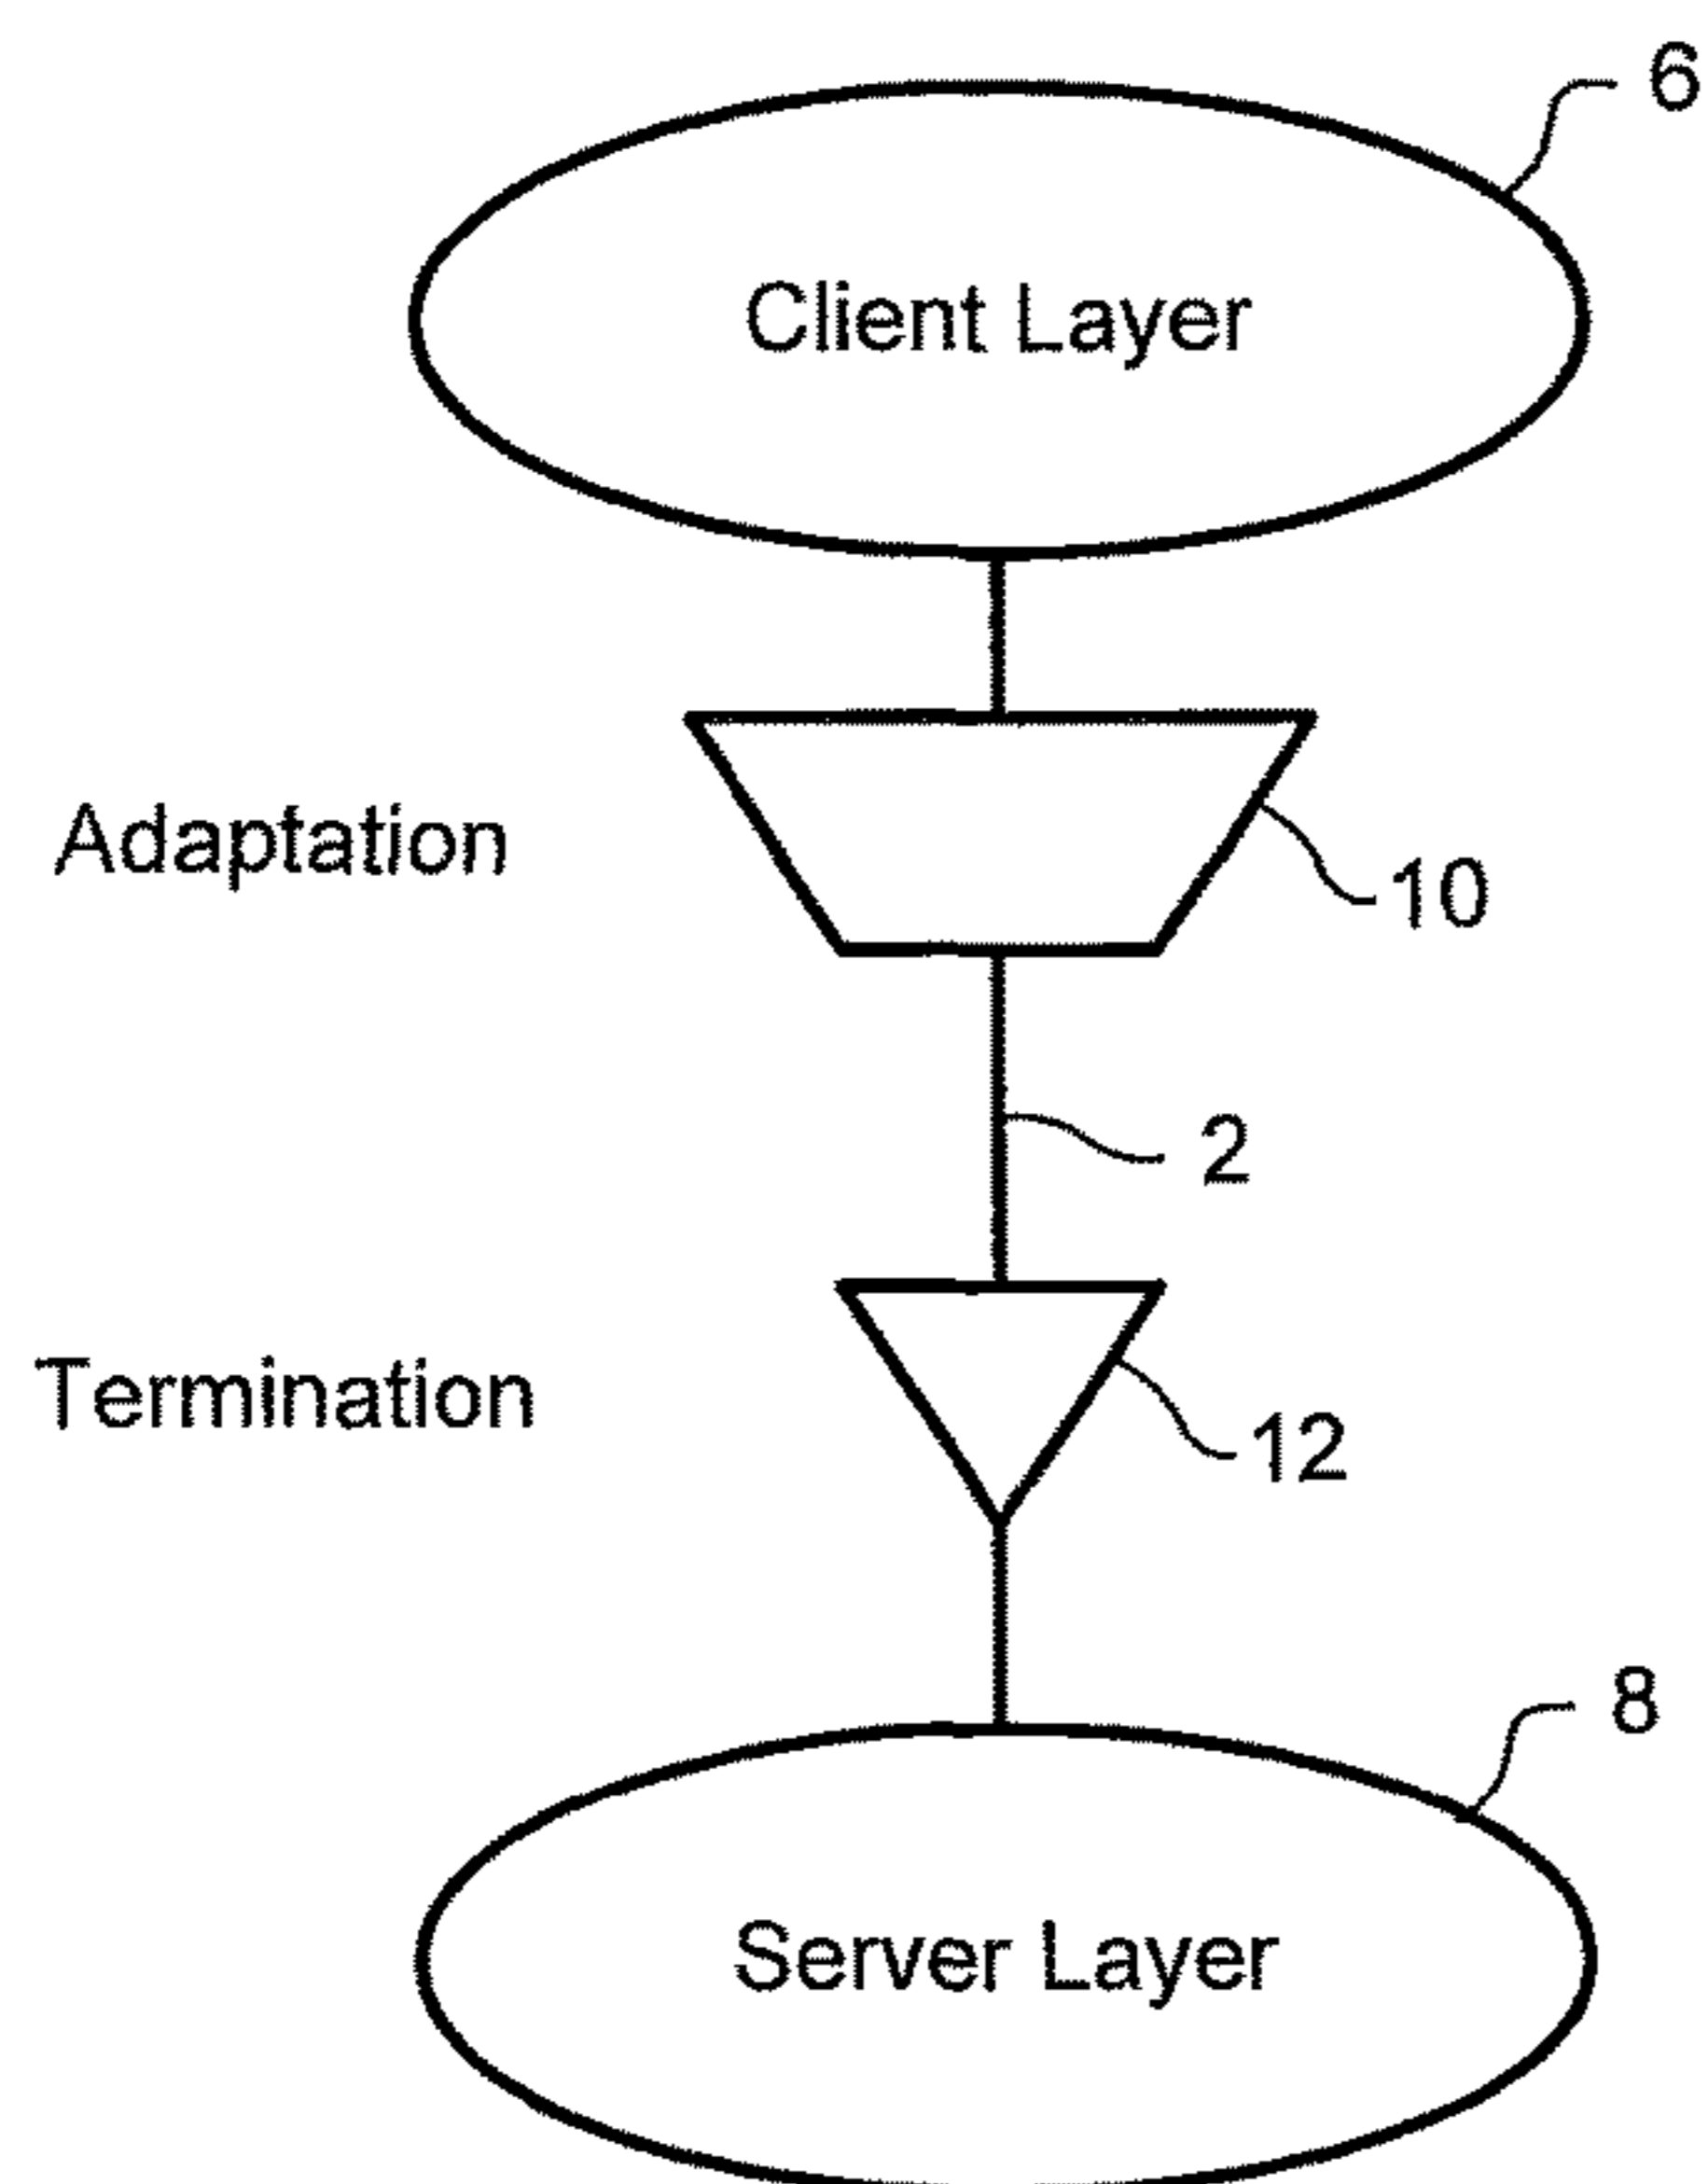 6
Client Layer
Adaptation
10
2
Termination
12
8
Server Layer